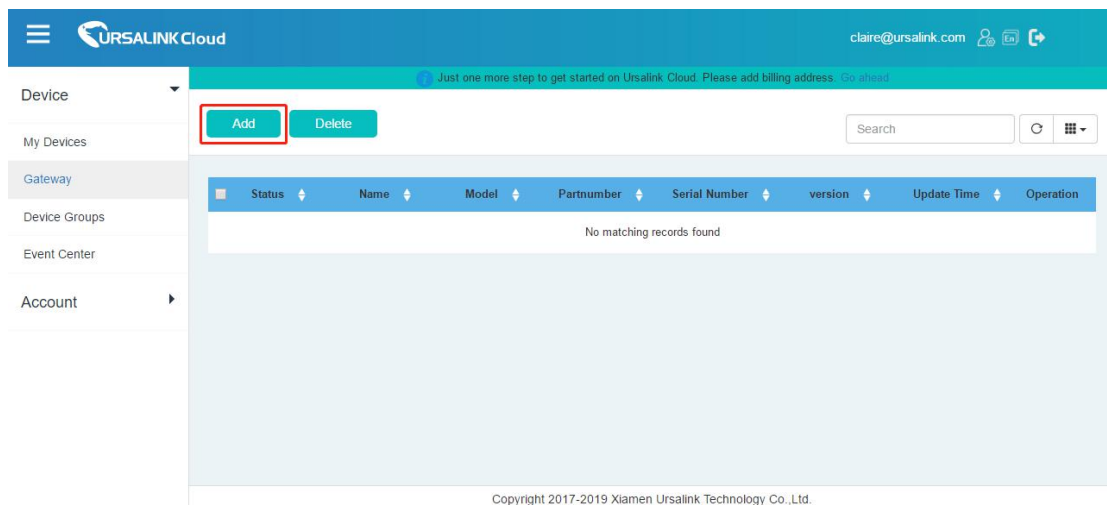 URSALINK Cloud
claire@ursalink.com En
Just one more step to get started on Ursalink Cloud. Please add billing address. Go ahead
Device
Add Delete
Search
My Devices
Gateway
Status Name Model Partnumber Serial Number version Update Time Operation
Device Groups
No matching records found
Event Center
Account
Copyright 2017-2019 Xiamen Ursalink Technology Co.,Ltd.